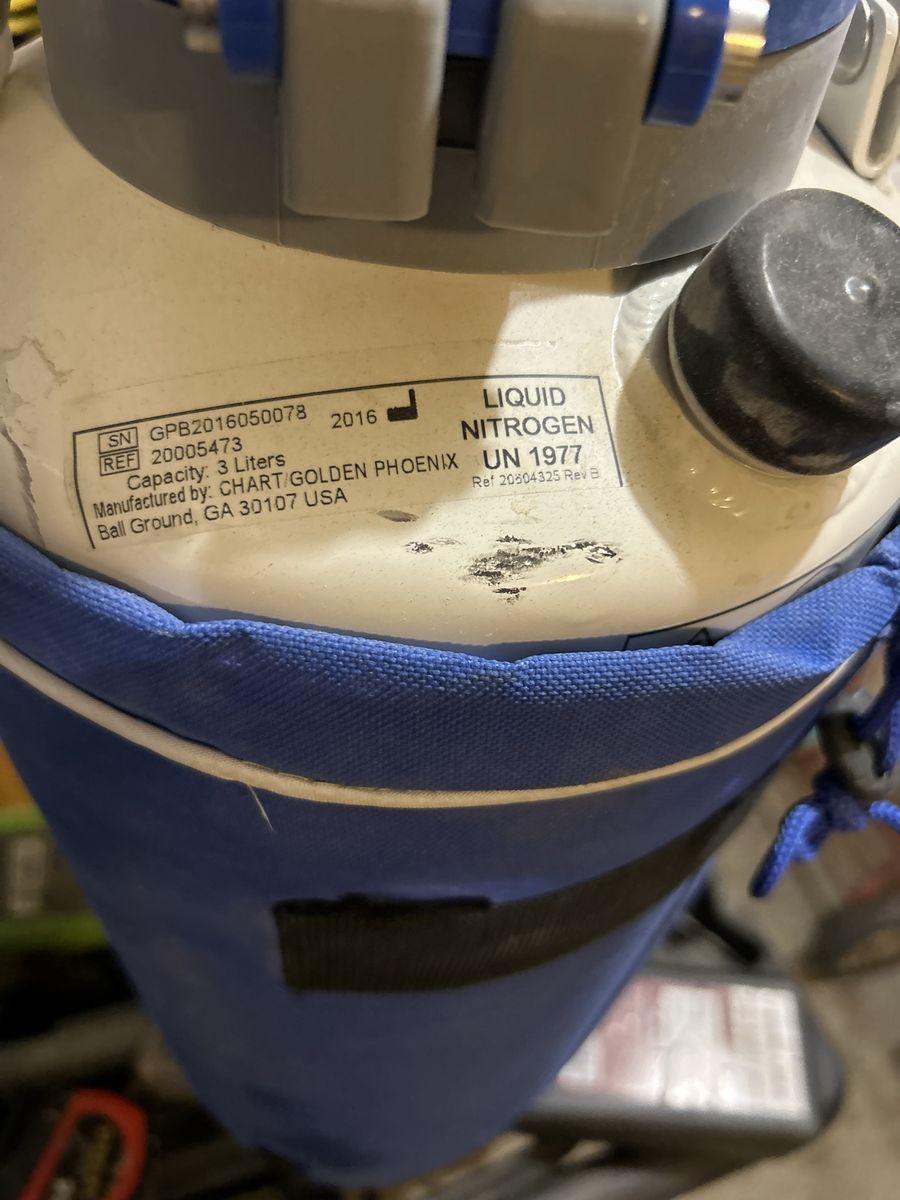 SN GPB2016050078 2016
REF 20005473
Capacity: 3 Liters
Manufactured by: CHART/GOLDEN PHOENIX
Ball Ground, GA 30107 USA
LIQUID
NITROGEN
UN 1977
Ref 20604325 Rev B